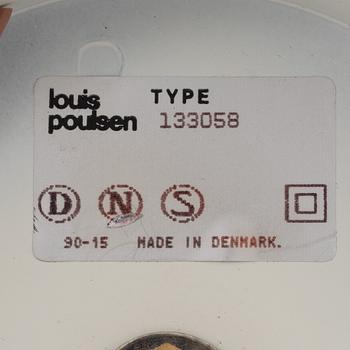 louis poulsen TYPE
133058
D N S
90-15 MADE IN DENMARK.